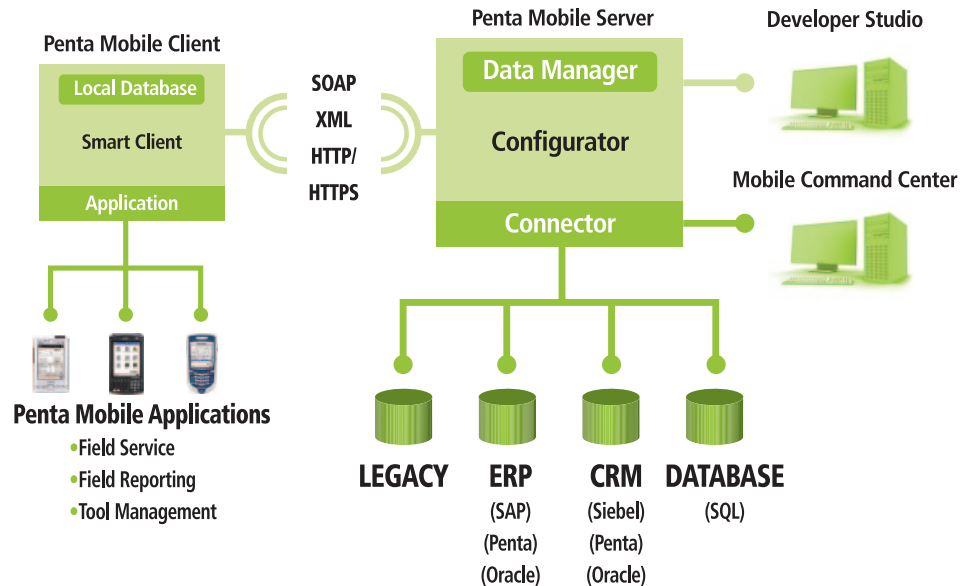 Penta Mobile Client
Local Database
Smart Client
Application
SOAP
XML
HTTP/
HTTPS
Penta Mobile Server
Data Manager
Configurator
Connector
Developer Studio
Mobile Command Center
Penta Mobile Applications
•Field Service
•Field Reporting
•Tool Management
LEGACY
ERP
(SAP)
(Penta)
(Oracle)
CRM
(Siebel)
(Penta)
(Oracle)
DATABASE
(SQL)